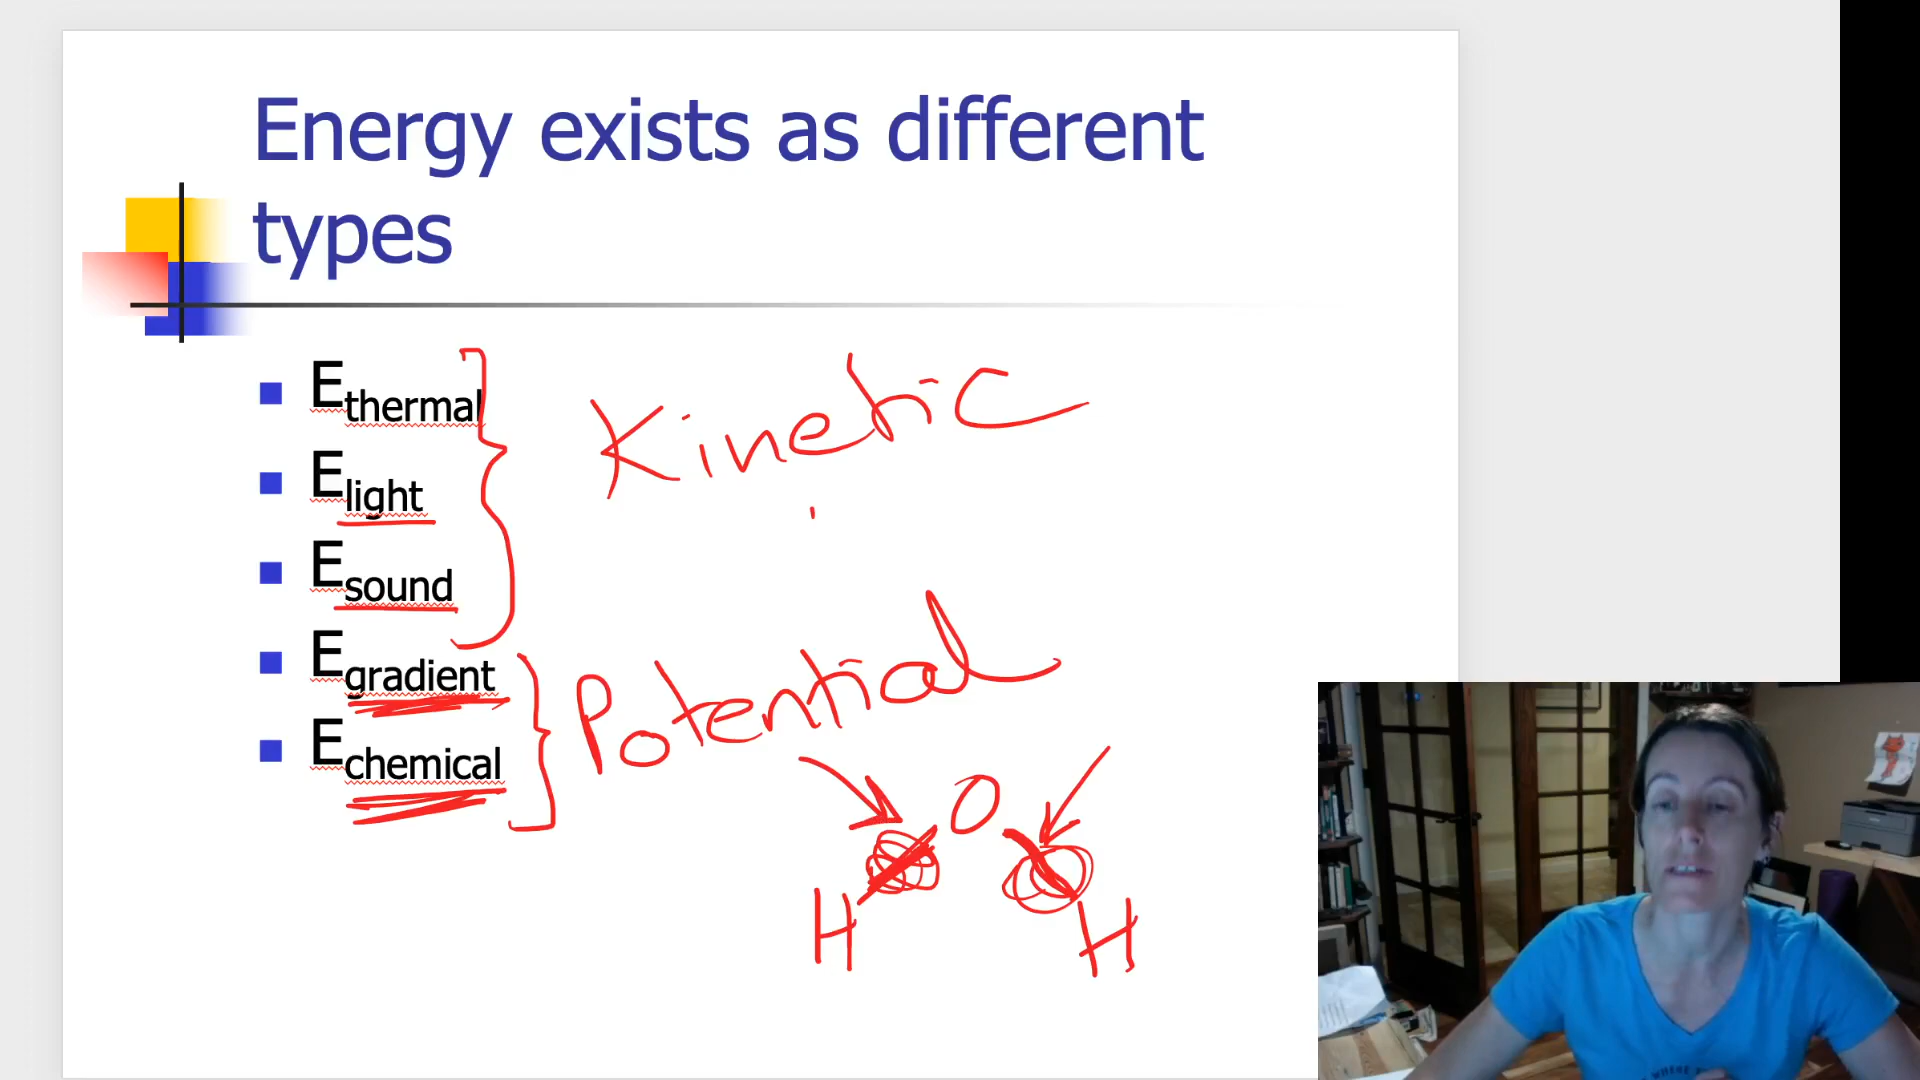 Energy exists as different
types
Ethermal
Elight
Esound
Egradient
Echemical
Kinetic
Potential
O
H H